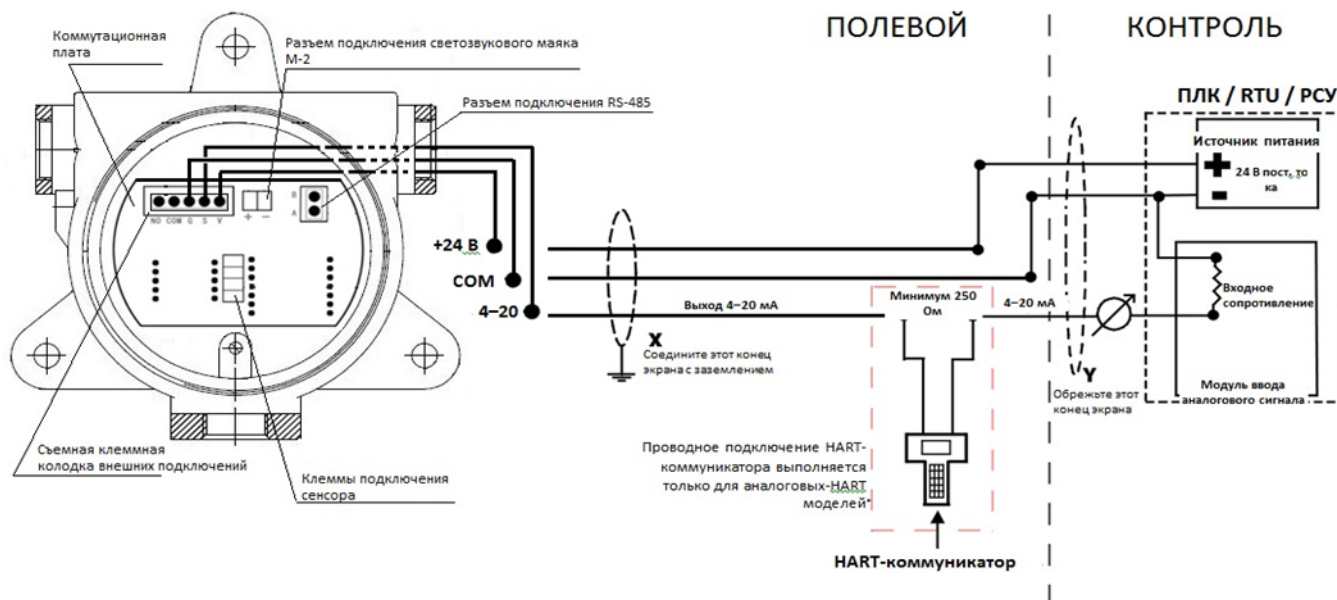 ПОЛЕВОЙ
КОНТРОЛЬ
Коммутационная
плата
Разъем подключения светозвукового маяка
М-2
Разъем подключения RS-485
ПЛК / RTU / РСУ
Источник питания
24 В пост, то
ка
+
-
NO COM G S V
+ -
B
A
+24 В
COM
4–20
Выход 4–20 мА
Минимум 250
Ом
4–20 мА
Входное
сопротивление
X
Соедините этот конец
экрана с заземлением
Y
Обрежьте этот
конец экрана
Модуль ввода
аналогового сигнала
Съемная клеммная
колодка внешних подключений
Клеммы подключения
сенсора
Проводное подключение HART-
коммуникатора выполняется
только для аналоговых-HART
моделей*
HART-коммуникатор